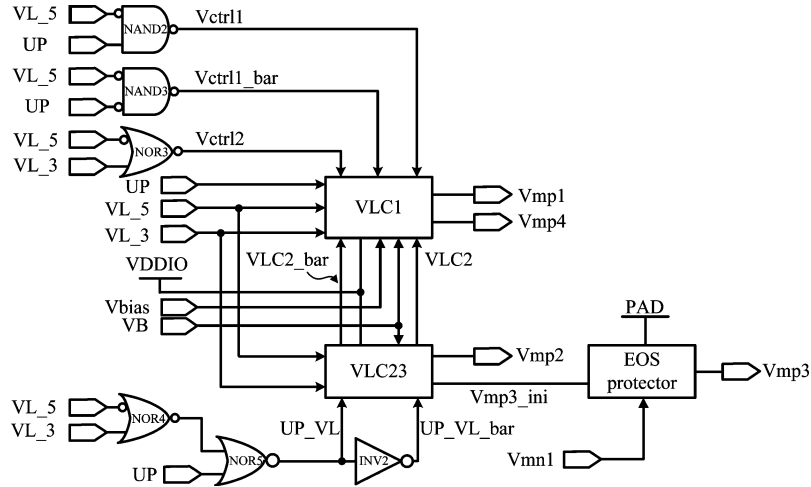 VL_5
NAND2
Vctrl1
UP
VL_5
NAND3
Vctrl1_bar
UP
VL_5
NOR3
Vctrl2
VL_3
UP
VL_5
VL_3
VLC1
Vmp1
Vmp4
VDDIO
VLC2_bar
VLC2
Vbias
VB
PAD
VLC23
Vmp2
EOS
protector
Vmp3
Vmp3_ini
VL_5
NOR4
VL_3
UP_VL
UP_VL_bar
UP
NOR5
INV2
Vmn1